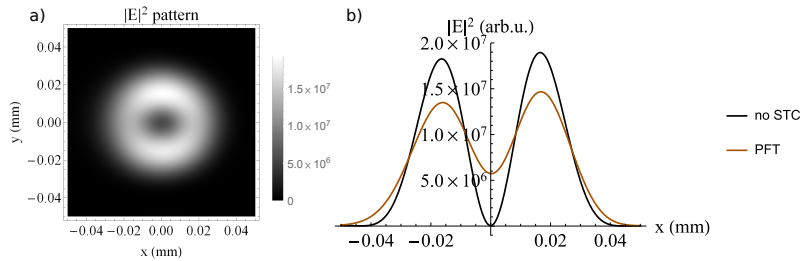 a)
|E|² pattern
0.04
0.02
0.00
−0.02
−0.04
y (mm)
−0.04 −0.02 0.00 0.02 0.04
x (mm)
1.5×10⁷
1.0×10⁷
5.0×10⁶
0
b)
|E|² (arb.u.)
2.0×10⁷
1.5×10⁷
1.0×10⁷
5.0×10⁶
−0.04 −0.02 0.02 0.04
x (mm)
no STC
PFT